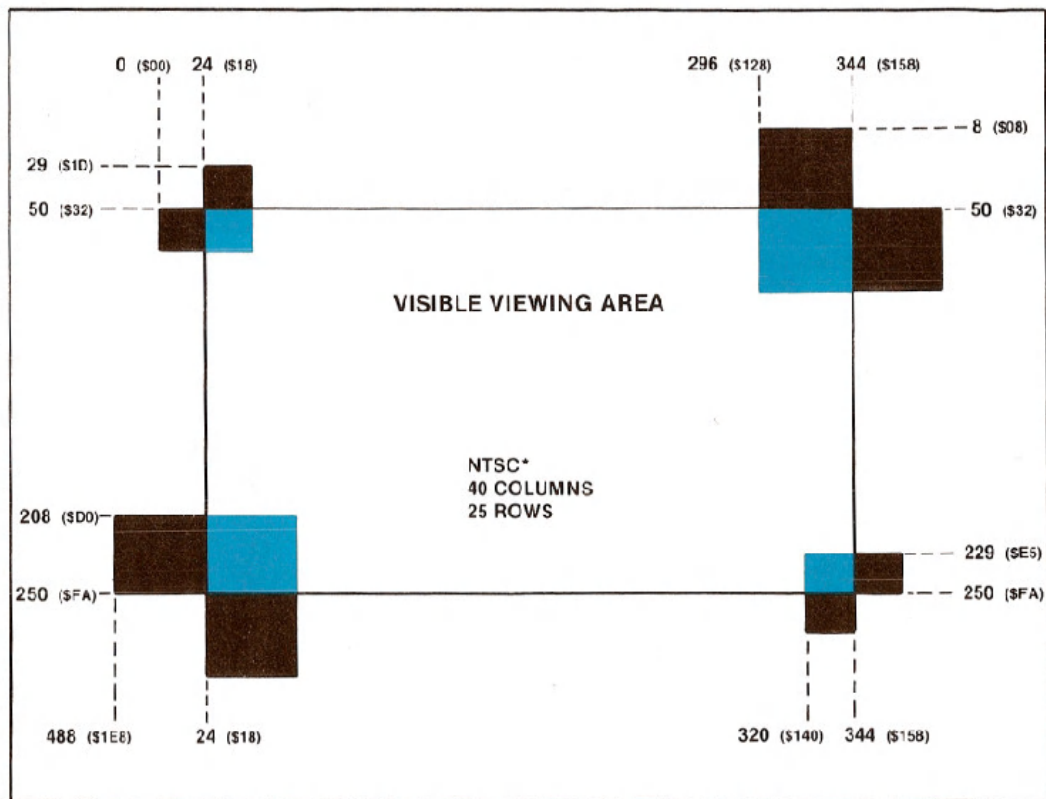 0 ($00) 24 ($18) 296 ($128) 344 ($158)
8 ($08)
29 ($1D)
50 ($32) 50 ($32)
VISIBLE VIEWING AREA
NTSC*
40 COLUMNS
25 ROWS
208 ($D0)
229 ($E5)
250 ($FA) 250 ($FA)
488 ($1E8) 24 ($18) 320 ($140) 344 ($158)